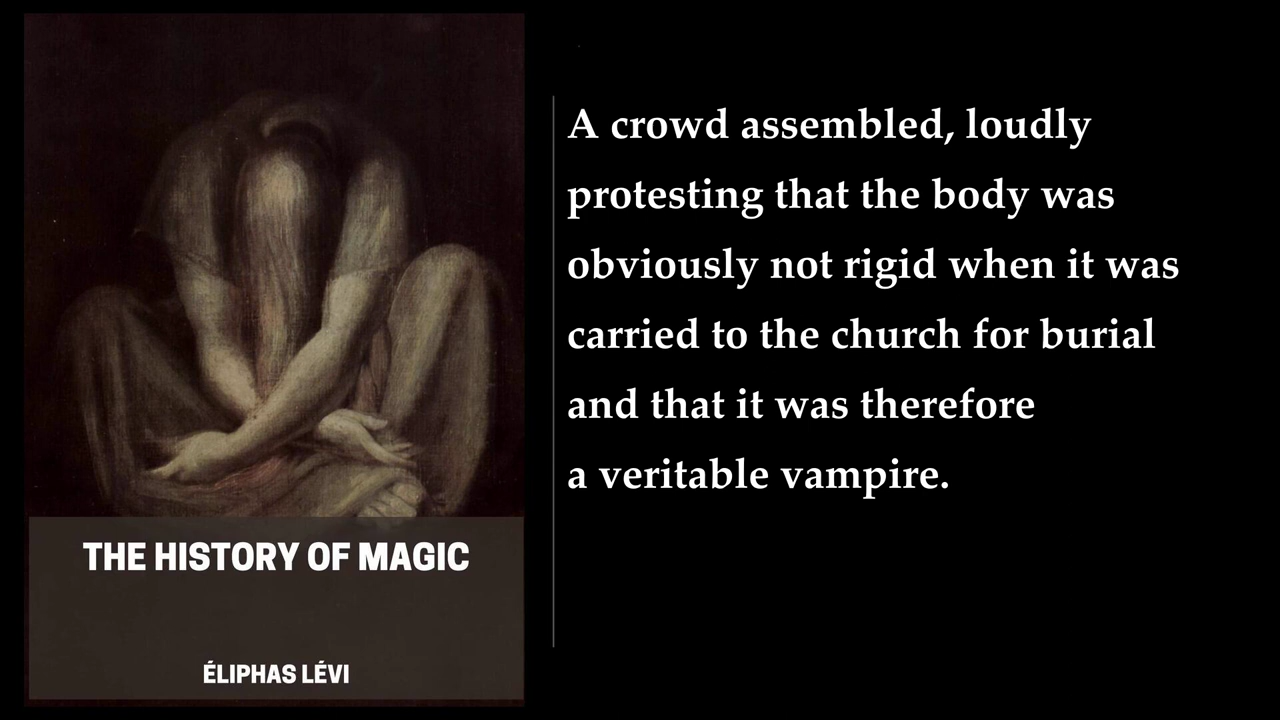 THE HISTORY OF MAGIC
ÉLIPHAS LÉVI
A crowd assembled, loudly
protesting that the body was
obviously not rigid when it was
carried to the church for burial
and that it was therefore
a veritable vampire.